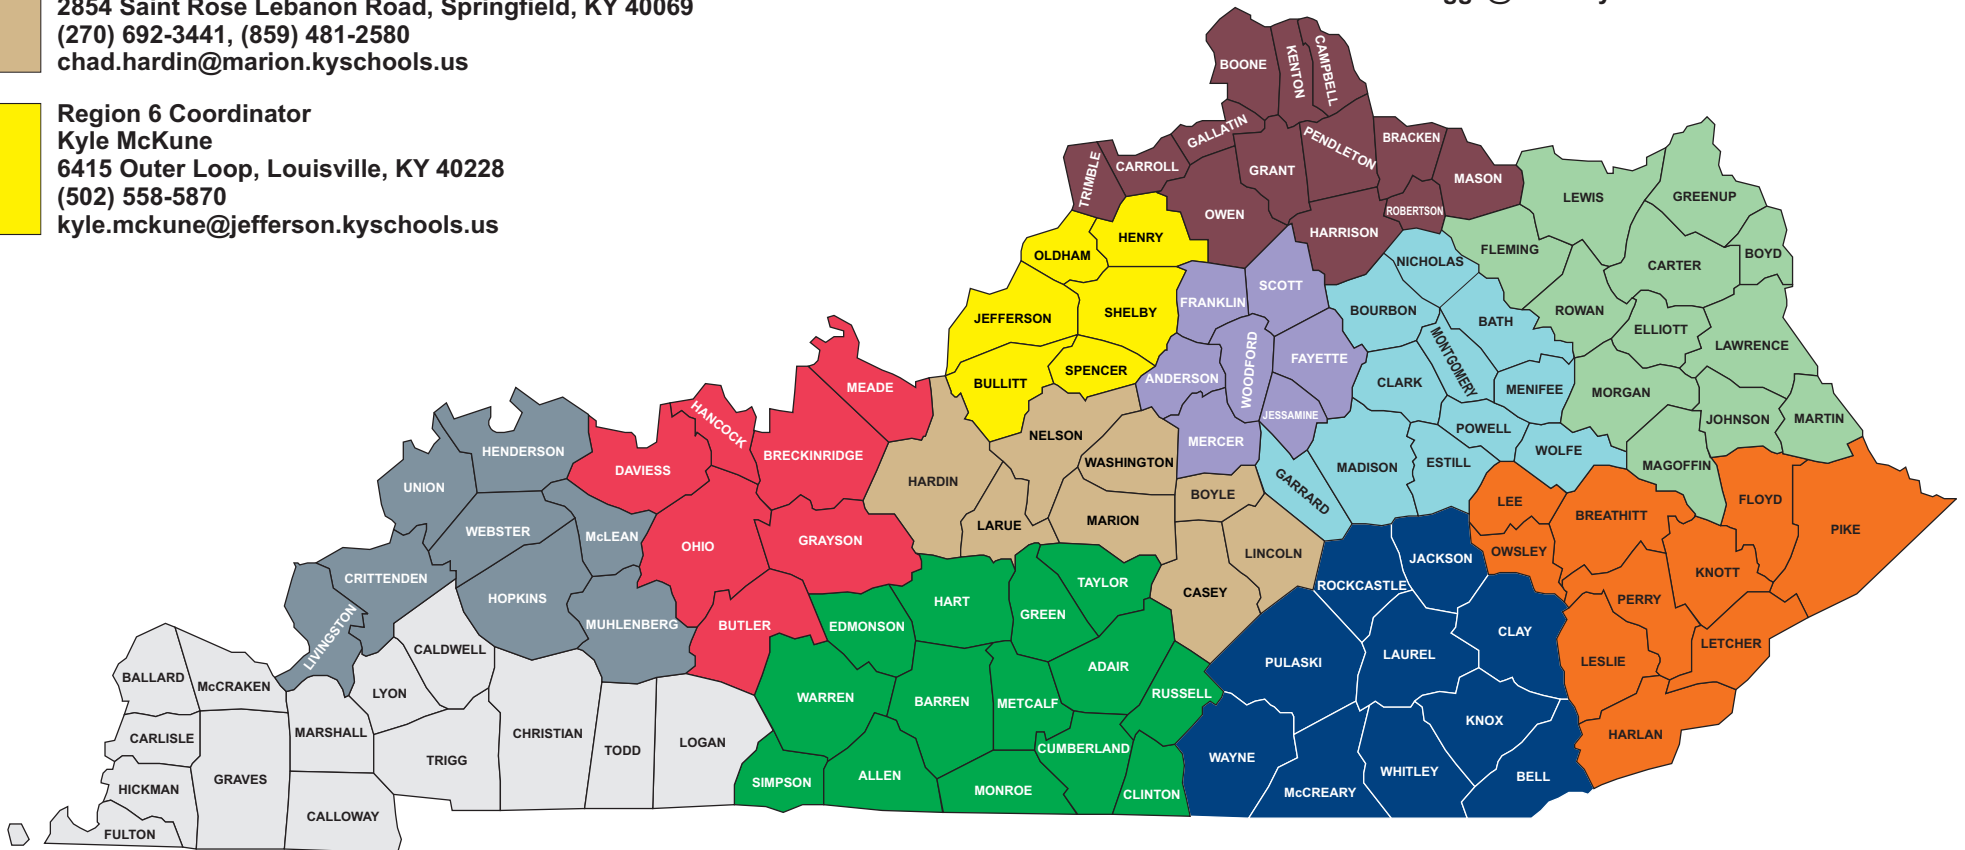 2854 Saint Rose Lebanon Road, Springfield, KY 40069
(270) 692-3441, (859) 481-2580
chad.hardin@marion.kyschools.us
Region 6 Coordinator
Kyle McKune
6415 Outer Loop, Louisville, KY 40228
(502) 558-5870
kyle.mckune@jefferson.kyschools.us
BOONE
KENTON
CAMPBELL
GALLATIN
PENDLETON
BRACKEN
TRIMBLE
CARROLL
GRANT
MASON
OWEN
ROBERTSON
HARRISON
LEWIS
GREENUP
HENRY
OLDHAM
NICHOLAS
FLEMING
CARTER
BOYD
JEFFERSON
SHELBY
FRANKLIN
SCOTT
BOURBON
BATH
ROWAN
ELLIOTT
LAWRENCE
BULLITT
SPENCER
ANDERSON
WOODFORD
FAYETTE
CLARK
MONTGOMERY
MENIFEE
MORGAN
JOHNSON
MARTIN
MEADE
HANCOCK
BRECKINRIDGE
NELSON
WASHINGTON
MERCER
JESSAMINE
MADISON
POWELL
ESTILL
WOLFE
MAGOFFIN
HENDERSON
DAVIESS
UNION
HARDIN
LARUE
MARION
BOYLE
GARRARD
LEE
BREATHITT
FLOYD
PIKE
WEBSTER
McLEAN
OHIO
GRAYSON
LINCOLN
JACKSON
OWSLEY
KNOTT
CRITTENDEN
HOPKINS
HART
TAYLOR
GREEN
CASEY
ROCKCASTLE
PERRY
LIVINGSTON
MUHLENBERG
BUTLER
EDMONSON
CLAY
LETCHER
BALLARD
McCRAKEN
CALDWELL
LYON
ADAIR
PULASKI
LAUREL
LESLIE
WARREN
BARREN
METCALF
RUSSELL
CARLISLE
MARSHALL
CHRISTIAN
TODD
LOGAN
CUMBERLAND
KNOX
HARLAN
HICKMAN
GRAVES
TRIGG
SIMPSON
ALLEN
MONROE
CLINTON
WAYNE
WHITLEY
BELL
McCREARY
FULTON
CALLOWAY